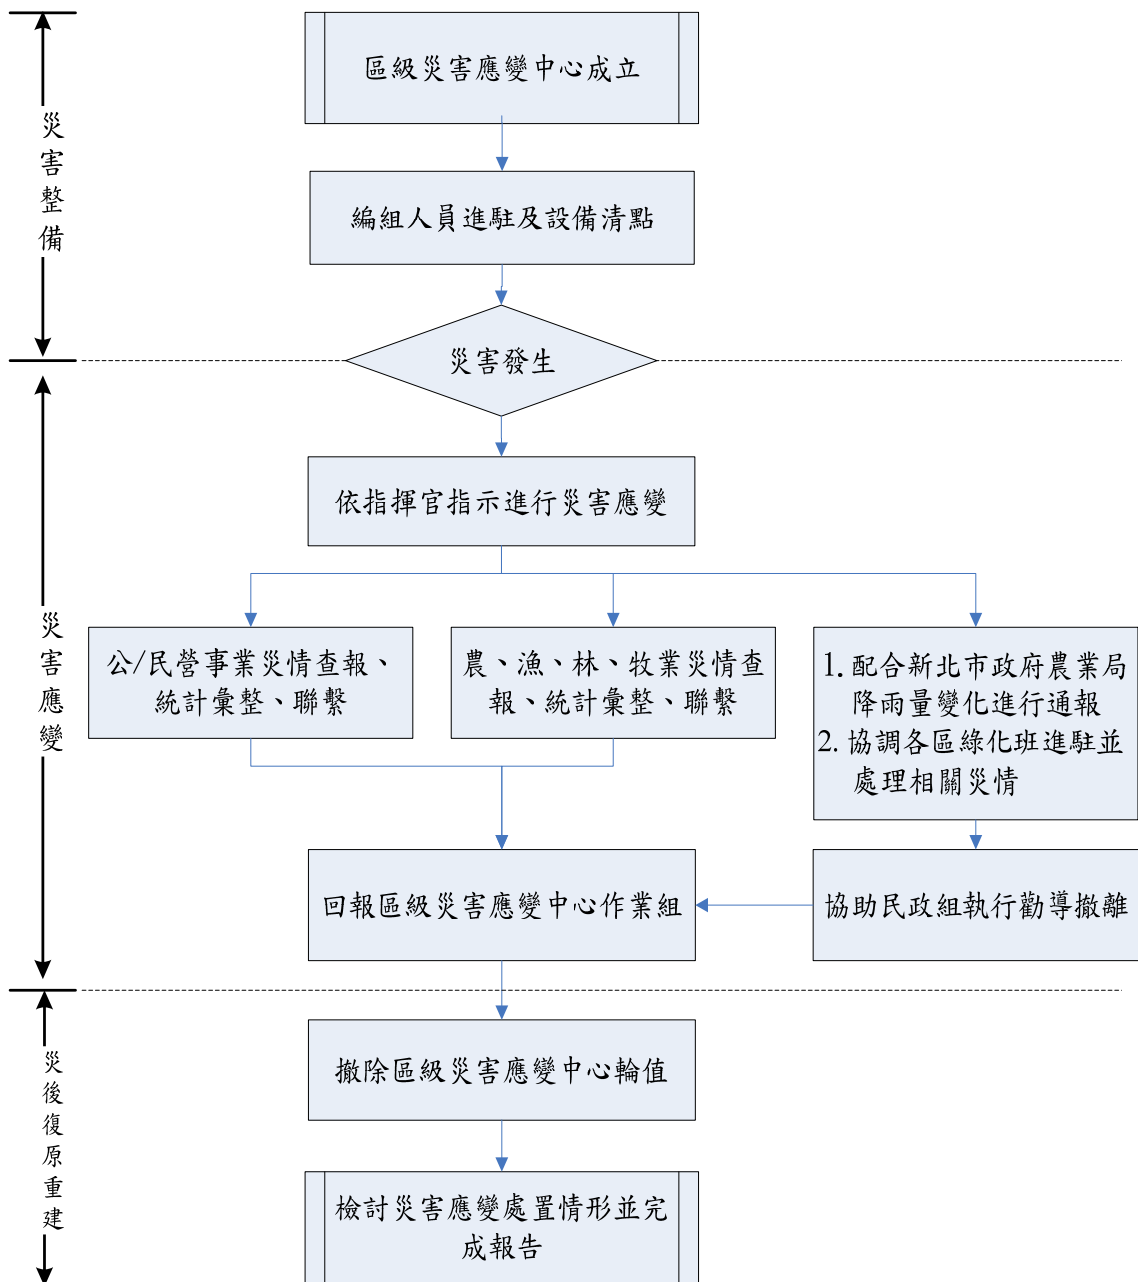 區級災害應變中心成立
災害整備
編組人員進駐及設備清點
災害發生
依指揮官指示進行災害應變
災害應變
公/民營事業災情查報、
統計彙整、聯繫
農、漁、林、牧業災情查
報、統計彙整、聯繫
1. 配合新北市政府農業局
降雨量變化進行通報
2. 協調各區綠化班進駐並
處理相關災情
回報區級災害應變中心作業組
協助民政組執行勸導撤離
災後復原重建
撤除區級災害應變中心輪值
檢討災害應變處置情形並完
成報告